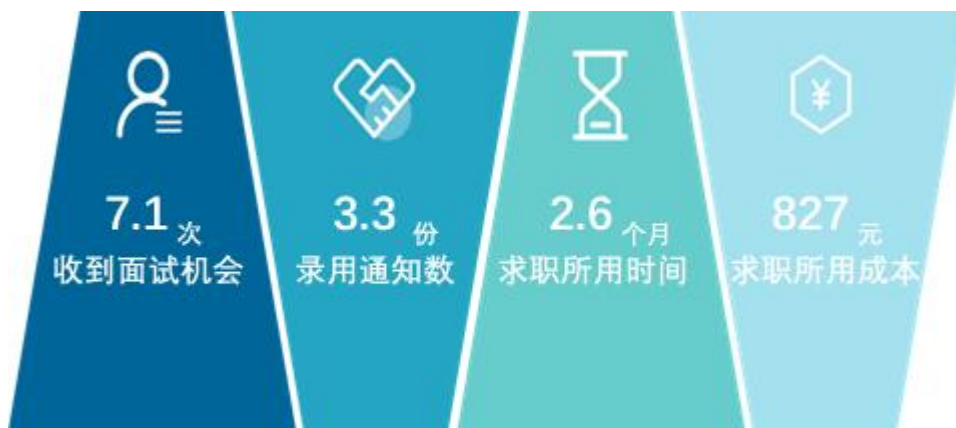 ¥
7.1 次
收到面试机会
3.3 份
录用通知数
2.6 个月
求职所用时间
827 元
求职所用成本